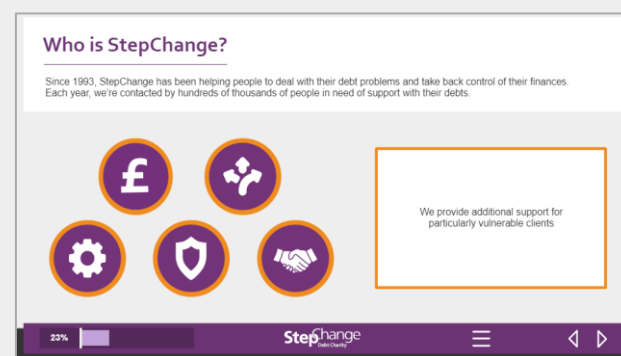 Who is StepChange?
Since 1993, StepChange has been helping people to deal with their debt problems and take back control of their finances.
Each year, we're contacted by hundreds of thousands of people in need of support with their debts.
£
We provide additional support for
particularly vulnerable clients
23%
StepChange
Debt Charity